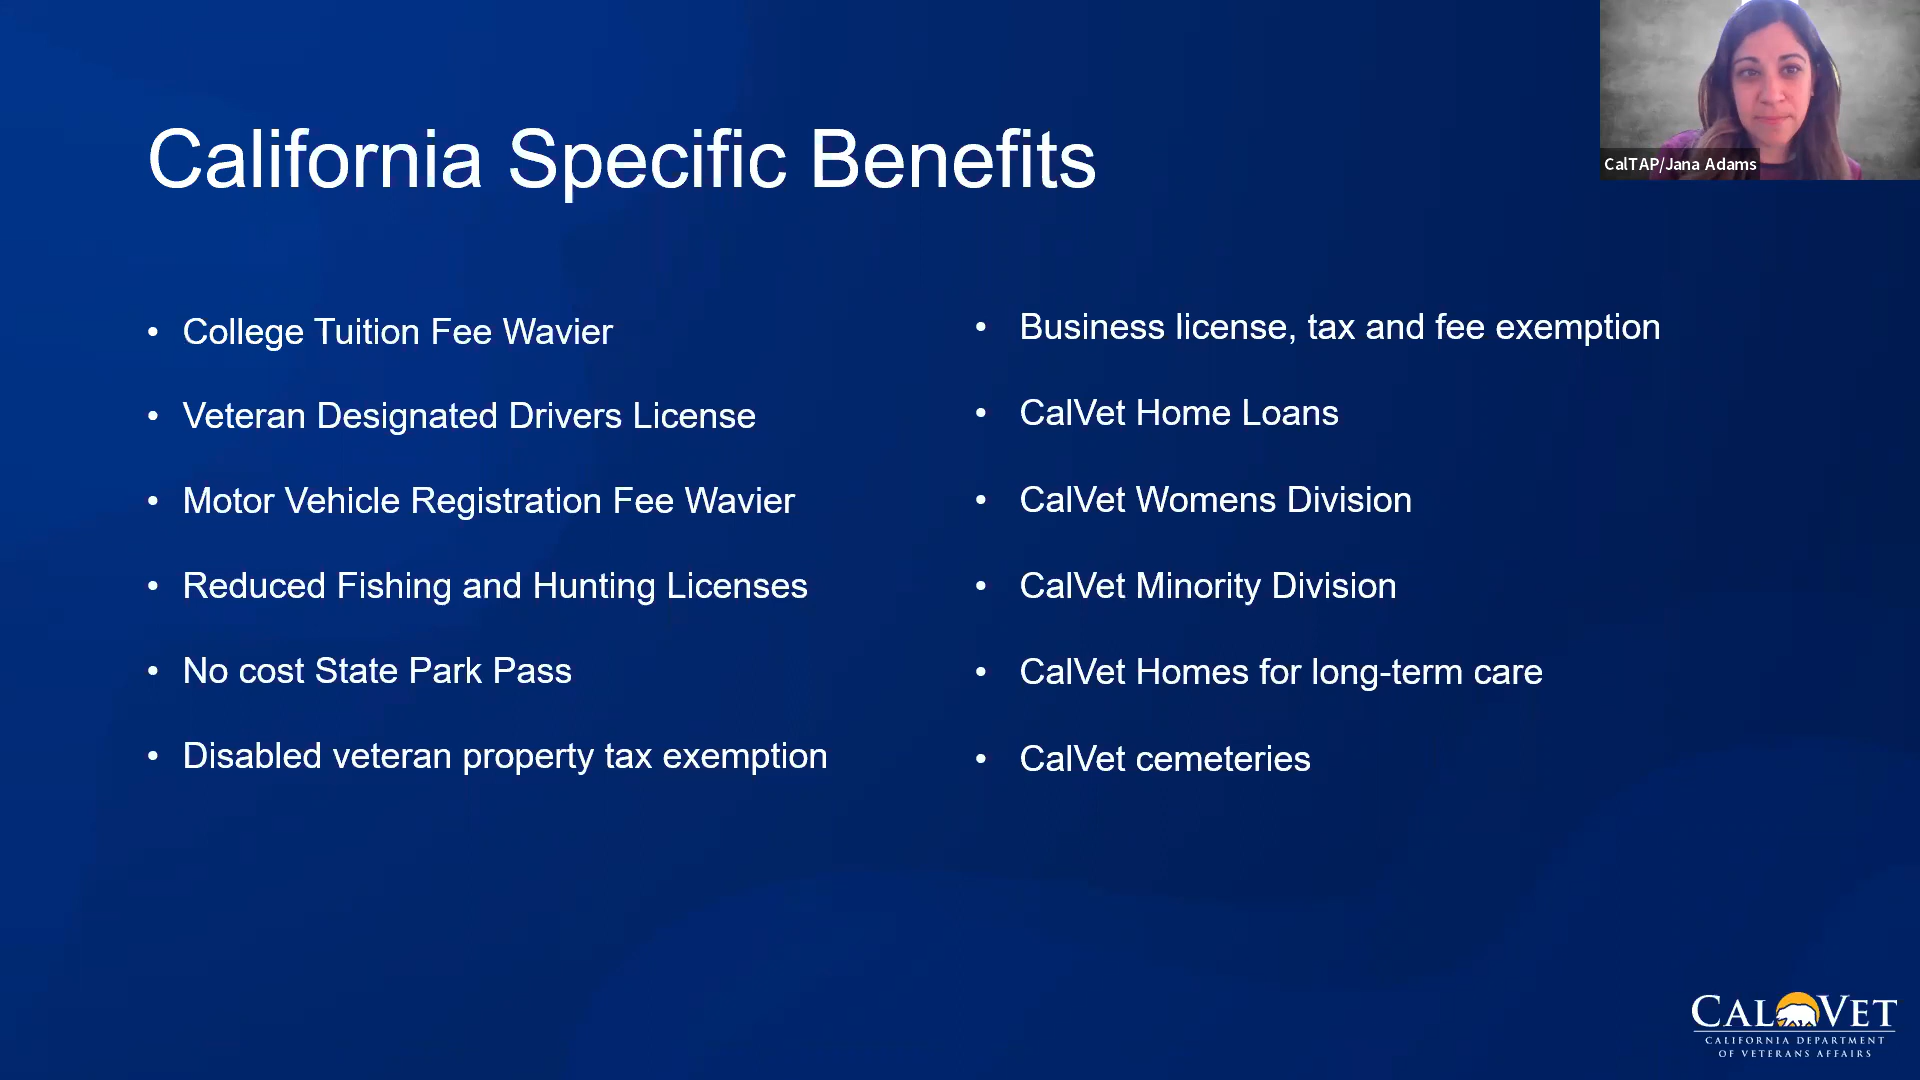 California Specific Benefits
CalTAP/Jana Adams
• College Tuition Fee Wavier
• Veteran Designated Drivers License
• Motor Vehicle Registration Fee Wavier
• Reduced Fishing and Hunting Licenses
• No cost State Park Pass
• Disabled veteran property tax exemption
• Business license, tax and fee exemption
• CalVet Home Loans
• CalVet Womens Division
• CalVet Minority Division
• CalVet Homes for long-term care
• CalVet cemeteries
CAL VET
CALIFORNIA DEPARTMENT
OF VETERANS AFFAIRS